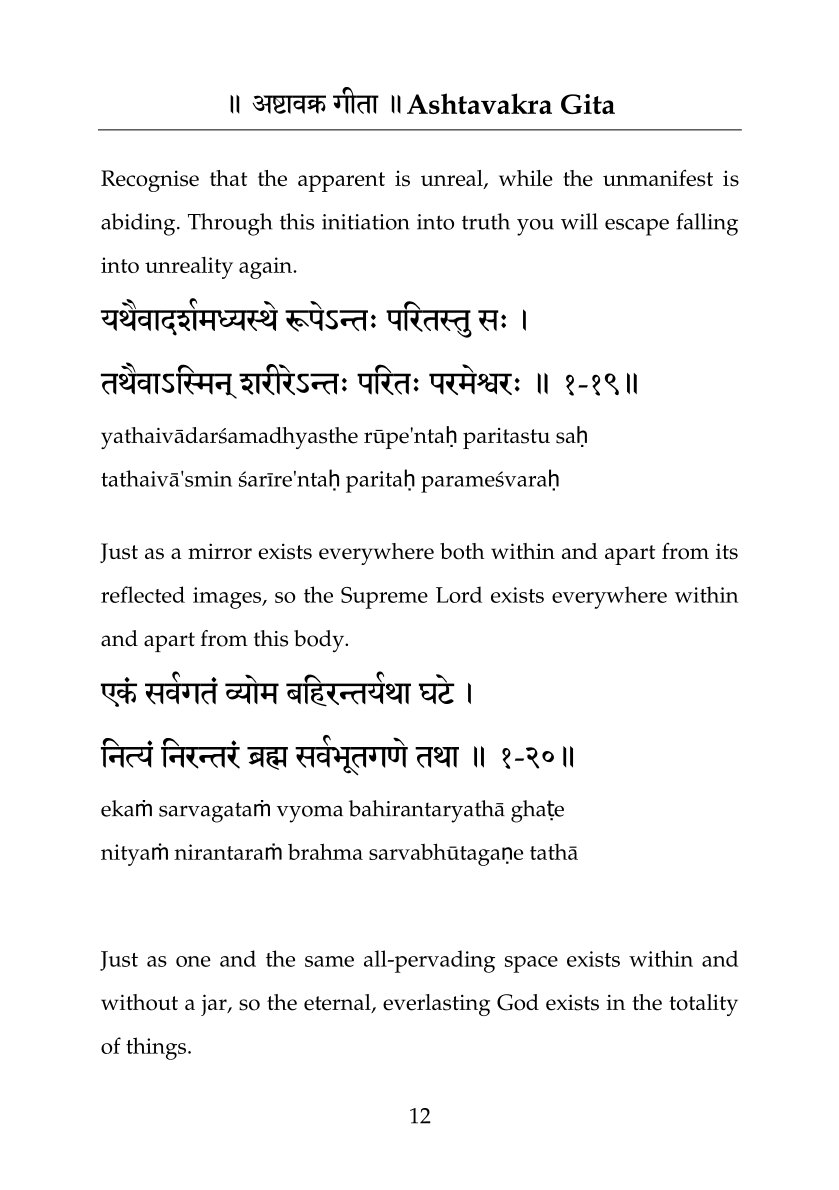 ॥ अष्टावक्र गीता ॥ Ashtavakra Gita
Recognise that the apparent is unreal, while the unmanifest is
abiding. Through this initiation into truth you will escape falling
into unreality again.
यथैवादर्शमध्यस्थे रूपेऽन्तः परितस्तु सः ।
तथैवाऽस्मिन् शरीरेऽन्तः परितः परमेश्वरः ॥ १-१९॥
yathaivādarśamadhyasthe rūpe'ntaḥ paritastu saḥ
tathaivā'smin śarīre'ntaḥ paritaḥ parameśvaraḥ
Just as a mirror exists everywhere both within and apart from its
reflected images, so the Supreme Lord exists everywhere within
and apart from this body.
एकं सर्वगतं व्योम बहिरन्तर्यथा घटे ।
नित्यं निरन्तरं ब्रह्म सर्वभूतगणे तथा ॥ १-२०॥
ekaṁ sarvagataṁ vyoma bahirantaryathā ghaṭe
nityaṁ nirantaraṁ brahma sarvabhūtagaṇe tathā
Just as one and the same all-pervading space exists within and
without a jar, so the eternal, everlasting God exists in the totality
of things.
12